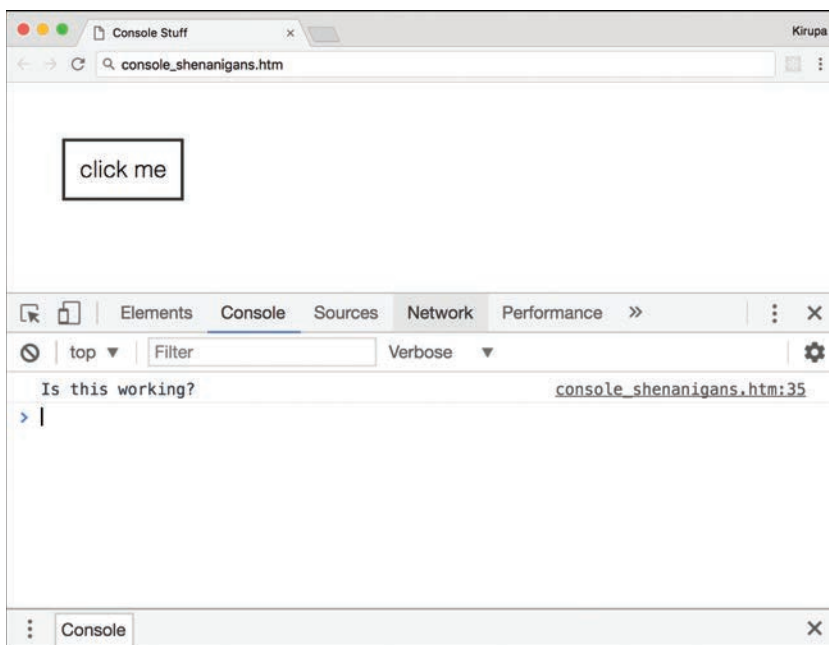 Console Stuff
Kirupa
console_shenanigans.htm
click me
Elements Console Sources Network Performance »
top Filter Verbose
Is this working? console_shenanigans.htm:35
>
Console